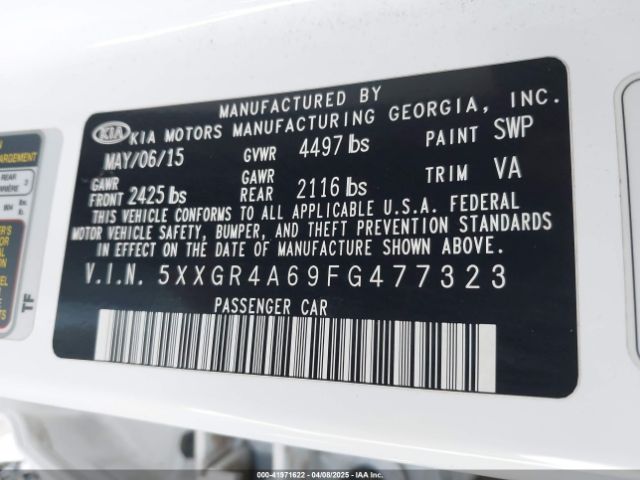 MANUFACTURED BY
KIA KIA MOTORS MANUFACTURING GEORGIA, INC.
MAY/06/15 GVWR 4497 lbs PAINT SWP
GAWR FRONT 2425 lbs GAWR REAR 2116 lbs TRIM VA
THIS VEHICLE CONFORMS TO ALL APPLICABLE U.S.A. FEDERAL
MOTOR VEHICLE SAFETY, BUMPER, AND THEFT PREVENTION STANDARDS
IN EFFECT ON THE DATE OF MANUFACTURE SHOWN ABOVE.
V.I.N. 5XXGR4A69FG477323
PASSENGER CAR
REAR
TF
000-41971622 04/08/2025 IAA Inc.